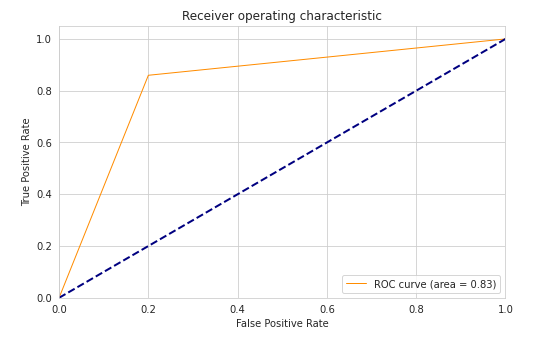 Receiver operating characteristic
1.0
0.8
0.6
0.4
0.2
0.0
True Positive Rate
ROC curve (area = 0.83)
0.0 0.2 0.4 0.6 0.8 1.0
False Positive Rate